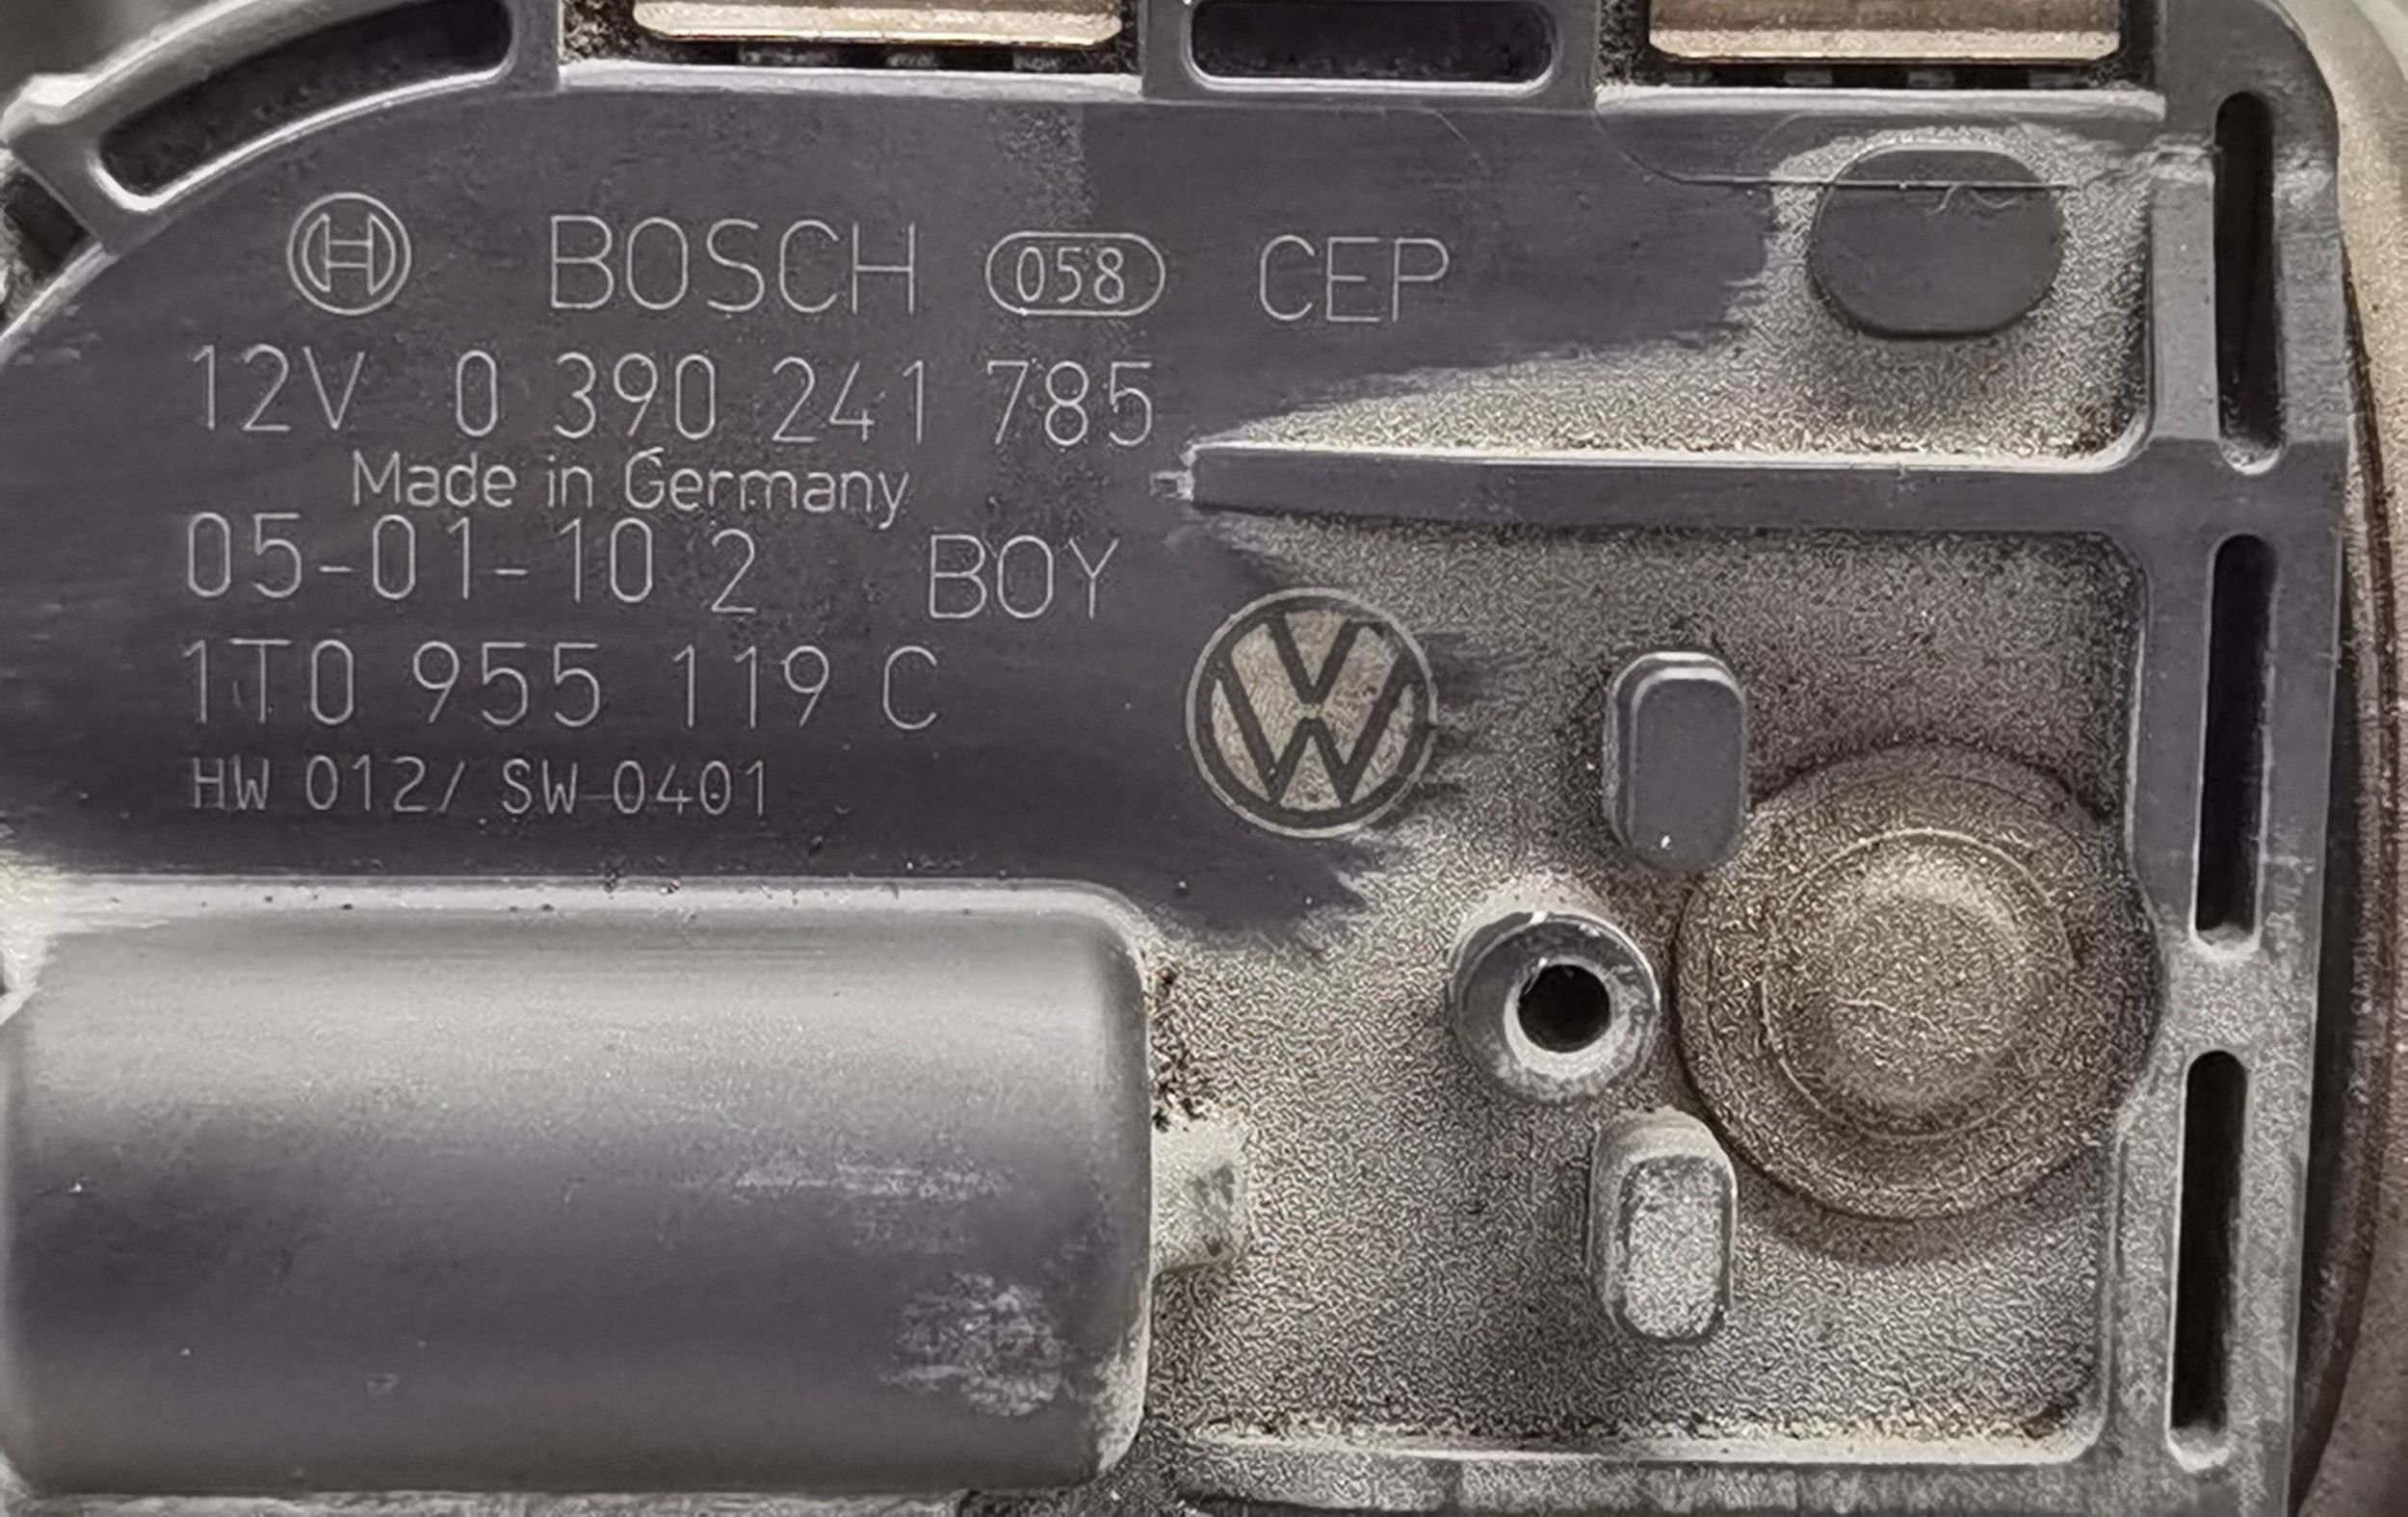 BOSCH 058 CEP
12V 0 390 241 785
Made in Germany
05-01-10 2 BOY
1T0 955 119 C
HW 012/ SW 0401